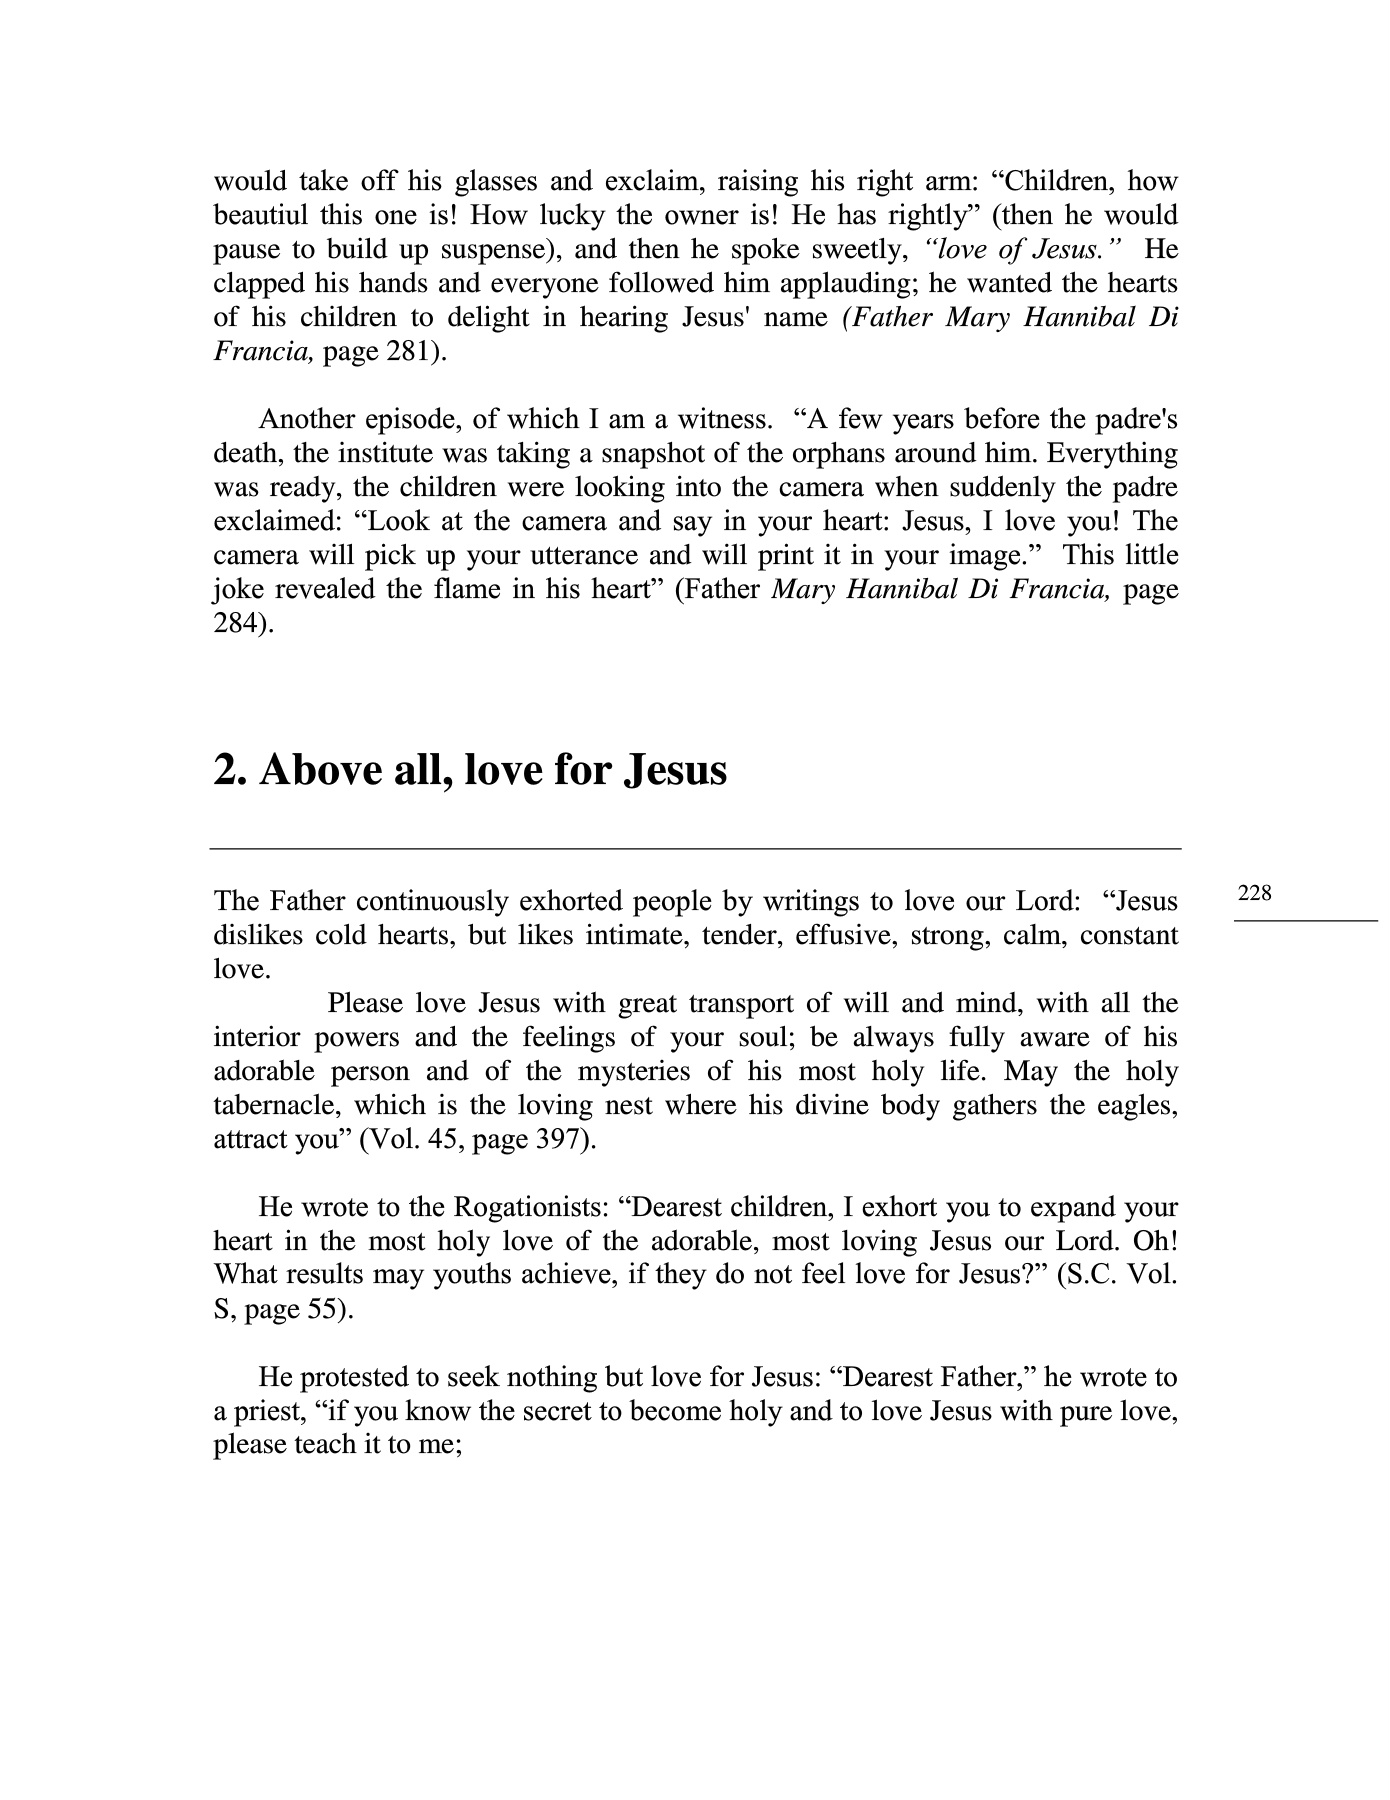 would take off his glasses and exclaim, raising his right arm: “Children, how
beautiul this one is! How lucky the owner is! He has rightly” (then he would
pause to build up suspense), and then he spoke sweetly, “love of Jesus.” He
clapped his hands and everyone followed him applauding; he wanted the hearts
of his children to delight in hearing Jesus' name (Father Mary Hannibal Di
Francia, page 281).
Another episode, of which I am a witness. “A few years before the padre's
death, the institute was taking a snapshot of the orphans around him. Everything
was ready, the children were looking into the camera when suddenly the padre
exclaimed: “Look at the camera and say in your heart: Jesus, I love you! The
camera will pick up your utterance and will print it in your image.” This little
joke revealed the flame in his heart” (Father Mary Hannibal Di Francia, page
284).
2. Above all, love for Jesus
The Father continuously exhorted people by writings to love our Lord: “Jesus
dislikes cold hearts, but likes intimate, tender, effusive, strong, calm, constant
love.
Please love Jesus with great transport of will and mind, with all the
interior powers and the feelings of your soul; be always fully aware of his
adorable person and of the mysteries of his most holy life. May the holy
tabernacle, which is the loving nest where his divine body gathers the eagles,
attract you” (Vol. 45, page 397).
He wrote to the Rogationists: “Dearest children, I exhort you to expand your
heart in the most holy love of the adorable, most loving Jesus our Lord. Oh!
What results may youths achieve, if they do not feel love for Jesus?” (S.C. Vol.
S, page 55).
He protested to seek nothing but love for Jesus: “Dearest Father,” he wrote to
a priest, “if you know the secret to become holy and to love Jesus with pure love,
please teach it to me;
228